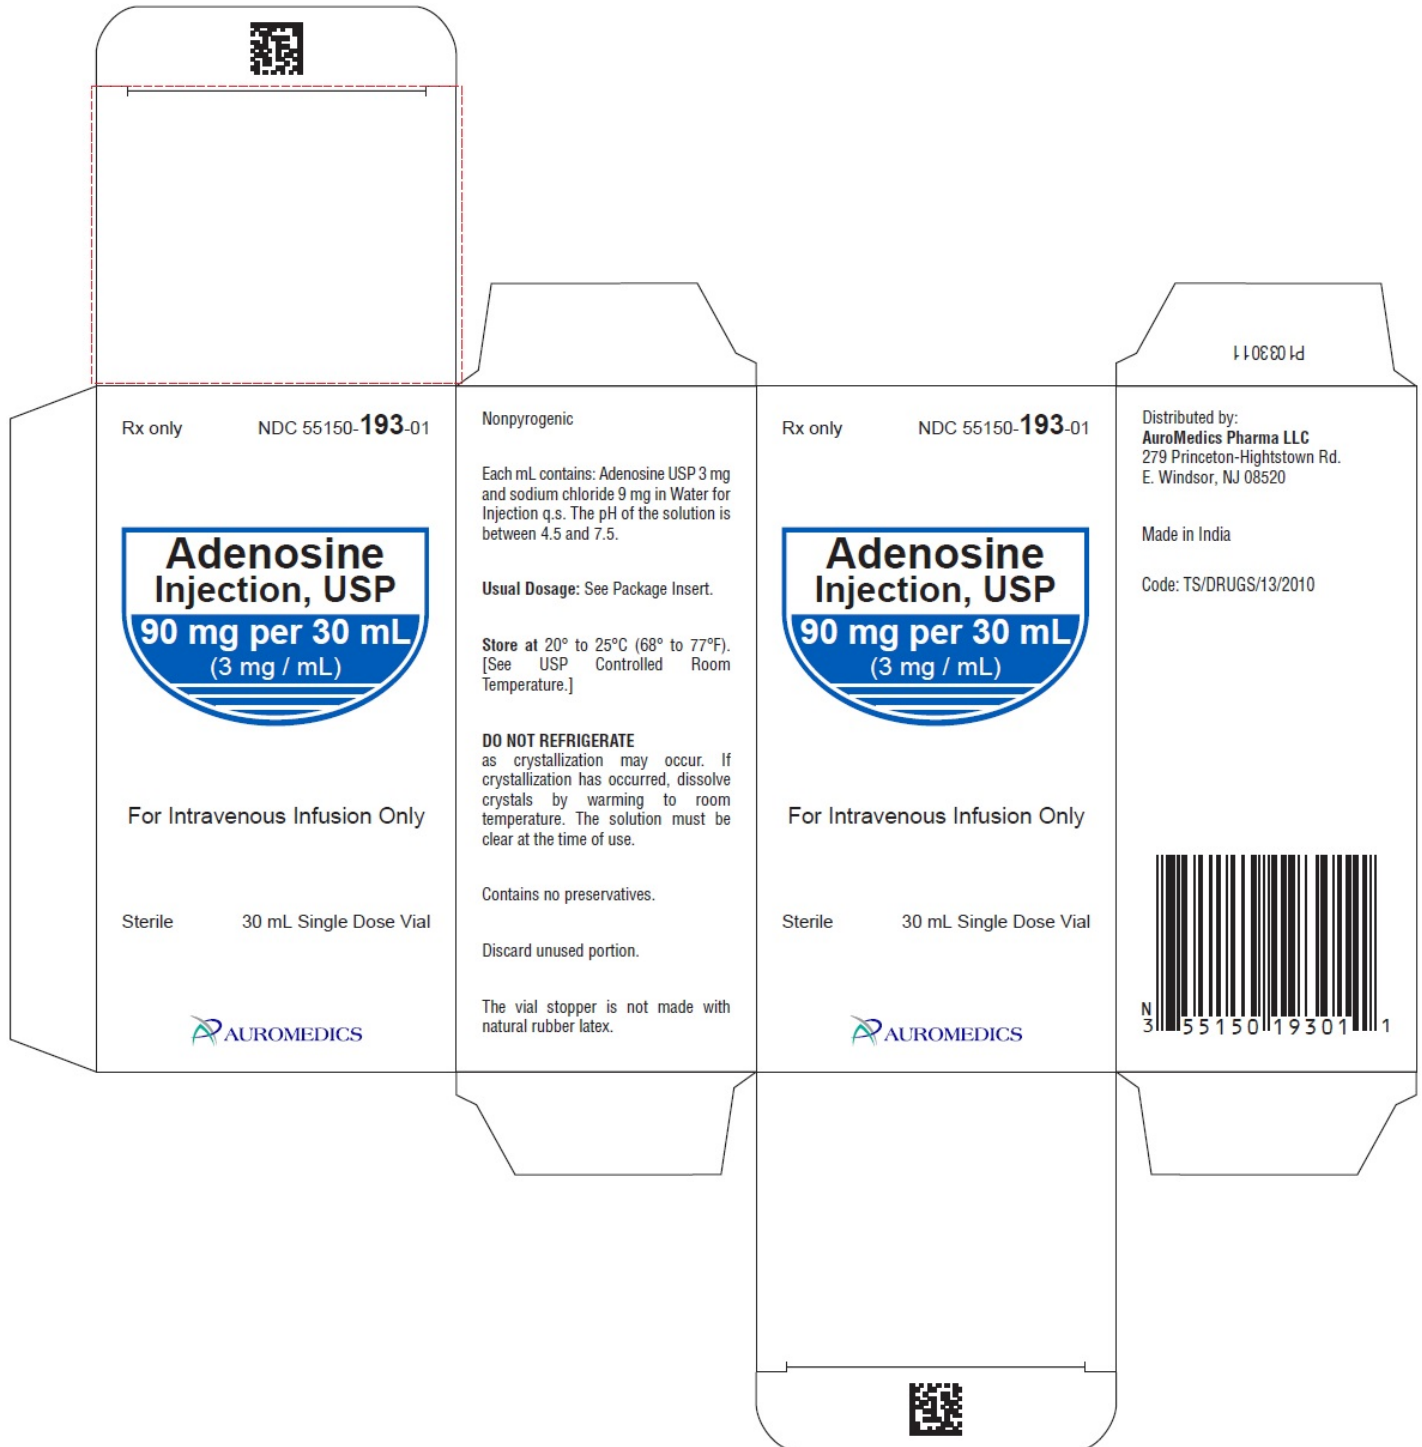 P1033011
Rx only NDC 55150-193-01
Adenosine
Injection, USP
90 mg per 30 mL
(3 mg / mL)
For Intravenous Infusion Only
Sterile 30 mL Single Dose Vial
AUROMEDICS
Nonpyrogenic
Each mL contains: Adenosine USP 3 mg
and sodium chloride 9 mg in Water for
Injection q.s. The pH of the solution is
between 4.5 and 7.5.
Usual Dosage: See Package Insert.
Store at 20° to 25°C (68° to 77°F).
[See USP Controlled Room
Temperature.]
DO NOT REFRIGERATE
as crystallization may occur. If
crystallization has occurred, dissolve
crystals by warming to room
temperature. The solution must be
clear at the time of use.
Contains no preservatives.
Discard unused portion.
The vial stopper is not made with
natural rubber latex.
Rx only NDC 55150-193-01
Adenosine
Injection, USP
90 mg per 30 mL
(3 mg / mL)
For Intravenous Infusion Only
Sterile 30 mL Single Dose Vial
AUROMEDICS
Distributed by:
AuroMedics Pharma LLC
279 Princeton-Hightstown Rd.
E. Windsor, NJ 08520
Made in India
Code: TS/DRUGS/13/2010
N
3 55150 19301 1